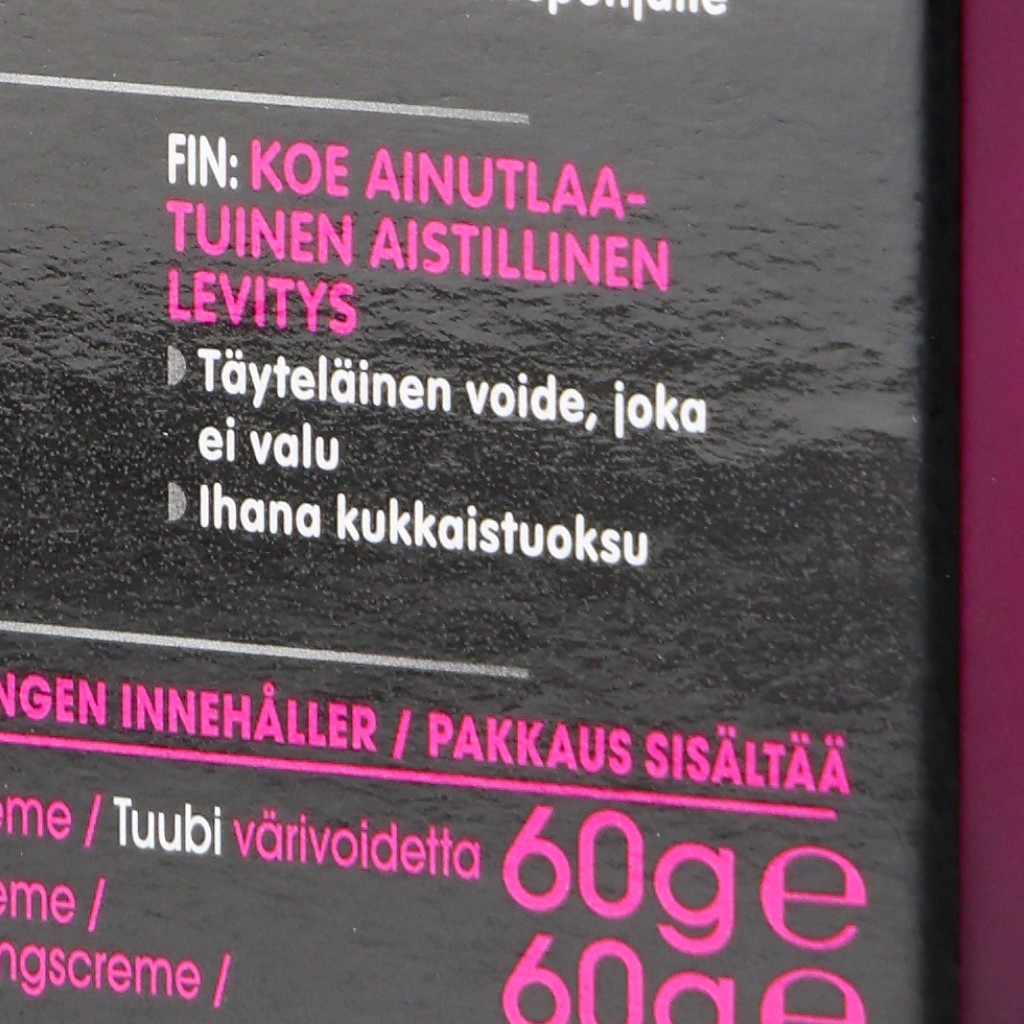 FIN: KOE AINUTLAA-
TUINEN AISTILLINEN
LEVITYS
Täyteläinen voide, joka
ei valu
Ihana kukkaistuoksu
NGEN INNEHÅLLER / PAKKAUS SISÄLTÄÄ
eme / Tuubi värivoidetta 60g e
eme /
ngscreme / 60g e